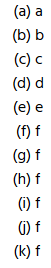 (a) a
(b) b
(c) c
(d) d
(e) e
(f) f
(g) f
(h) f
(i) f
(j) f
(k) f